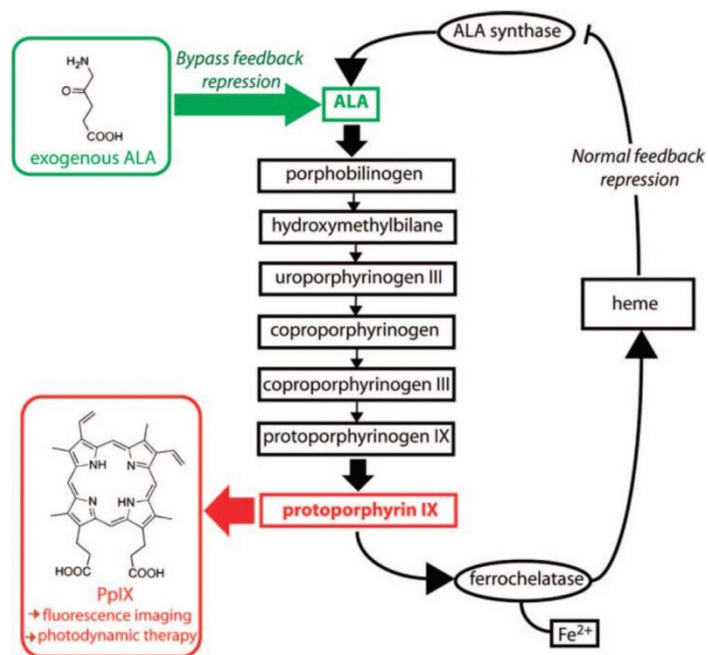 ALA synthase
H₂N
O
COOH
exogenous ALA
Bypass feedback
repression
ALA
Normal feedback
repression
porphobilinogen
hydroxymethylbilane
uroporphyrinogen III
coproporphyrinogen
coproporphyrinogen III
protoporphyrinogen IX
heme
protoporphyrin IX
NH
N
N
HN
HOOC
COOH
PpIX
fluorescence imaging
photodynamic therapy
ferrochelatase
Fe²⁺